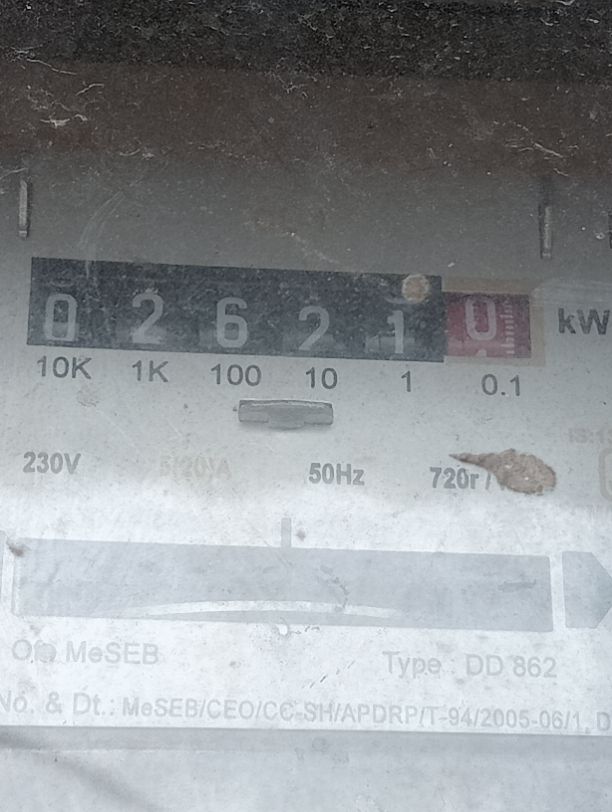 0 2 6 2 1 0 kW
10K 1K 100 10 1 0.1
230V 5(20)A 50Hz 720r/
MeSEB Type : DD 862
No. & Dt.: MeSEB/CEO/CC-SH/APDRP/T-94/2005-06/1, D